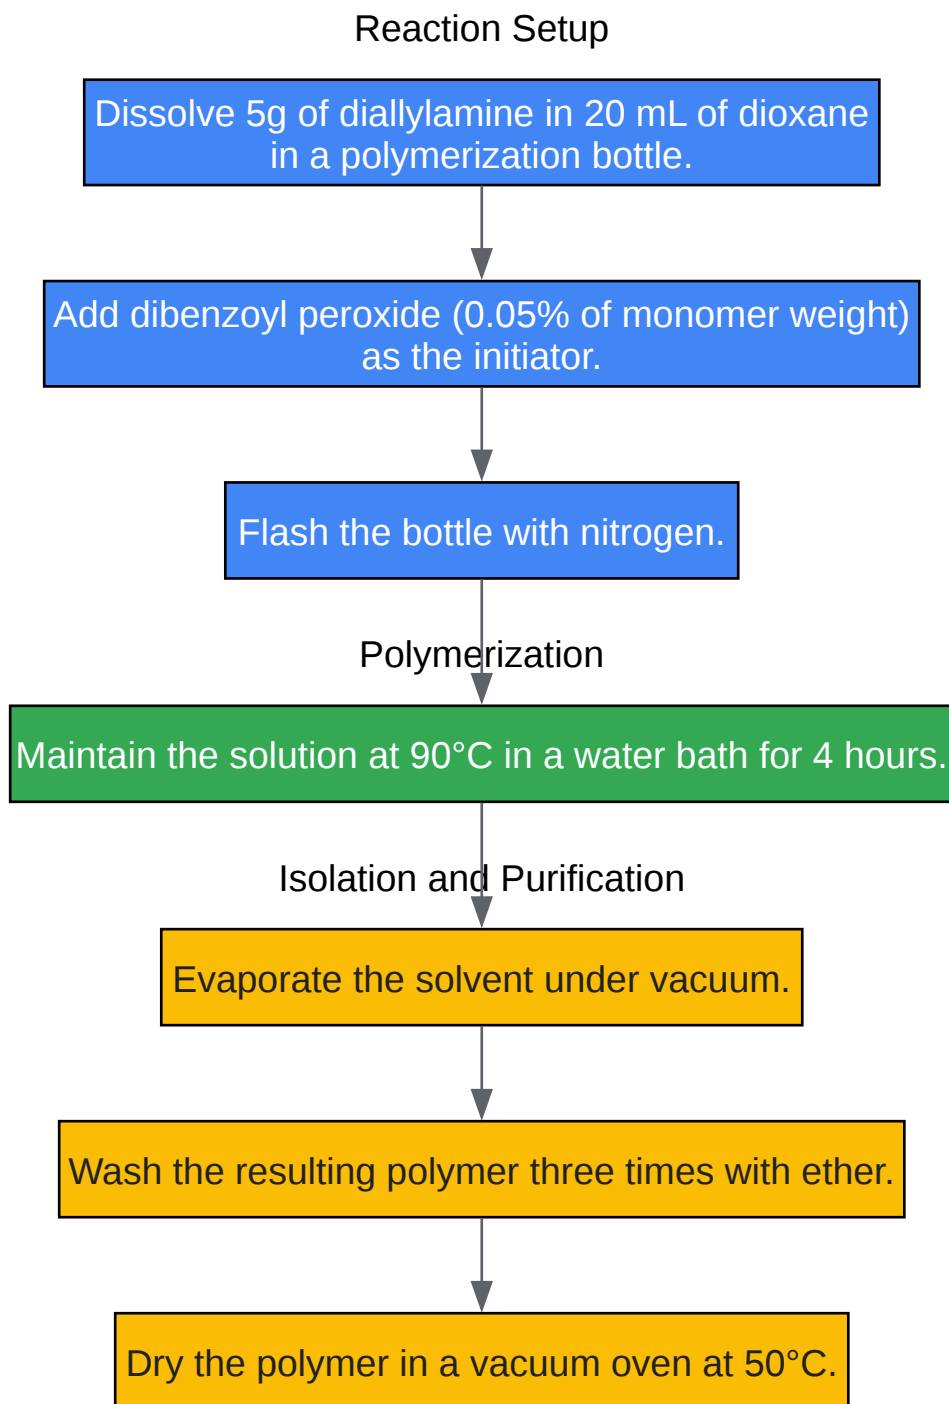 Reaction Setup
Dissolve 5g of diallylamine in 20 mL of dioxane
in a polymerization bottle.
Add dibenzoyl peroxide (0.05% of monomer weight)
as the initiator.
Flash the bottle with nitrogen.
Polymerization
Maintain the solution at 90°C in a water bath for 4 hours.
Isolation and Purification
Evaporate the solvent under vacuum.
Wash the resulting polymer three times with ether.
Dry the polymer in a vacuum oven at 50°C.